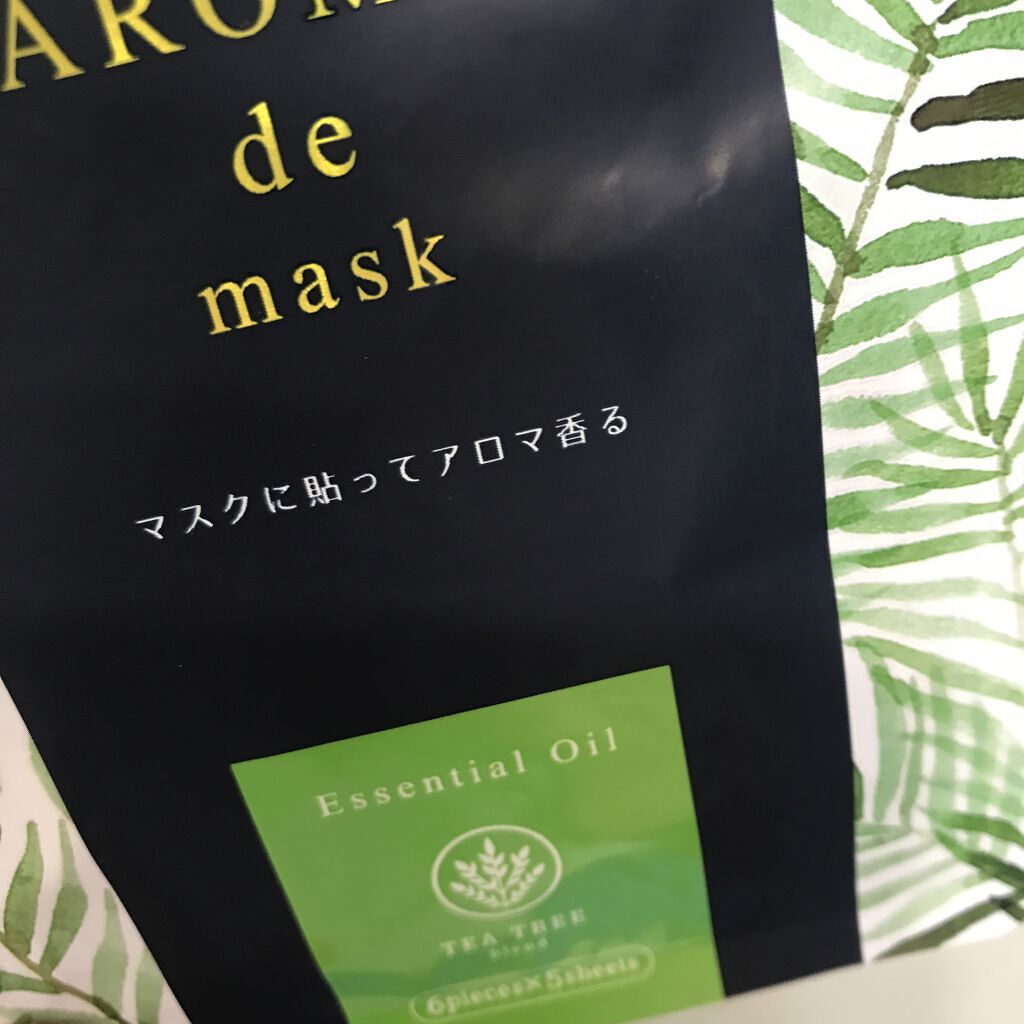 AROM
de
mask
マスクに貼ってアロマ香る
Essential Oil
TEA TREE
blend
6pieces×5sheets